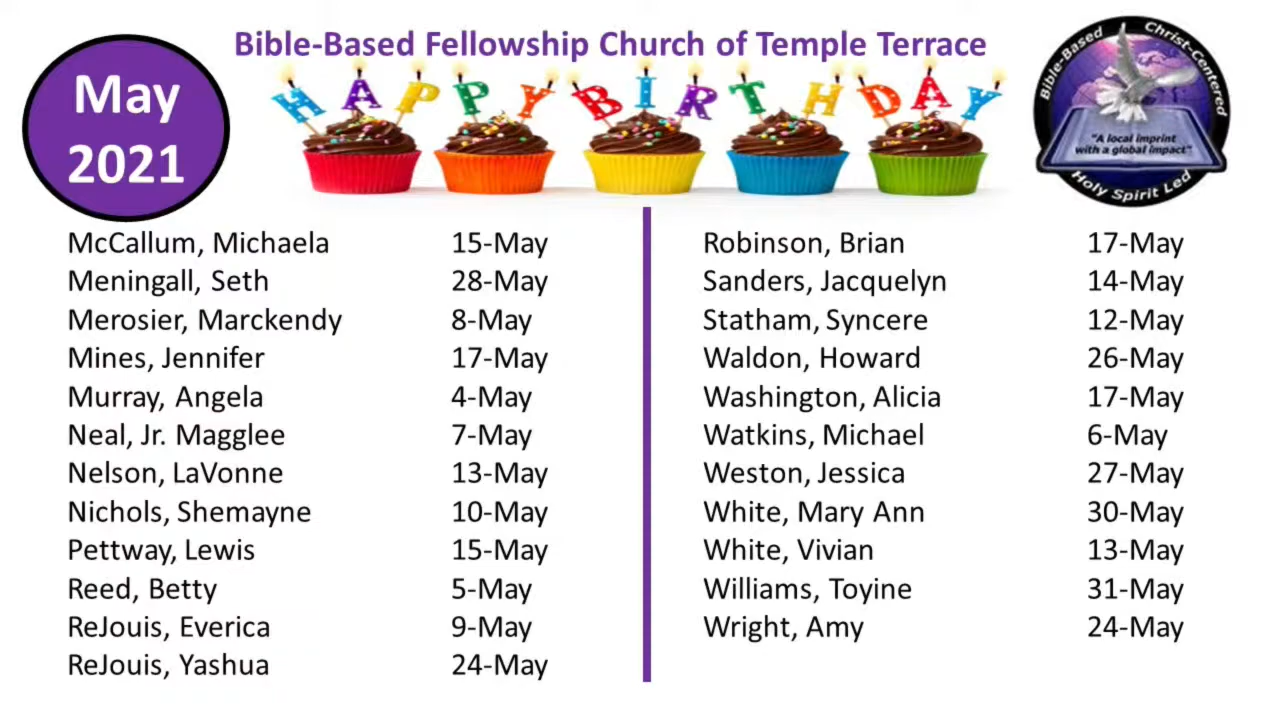 Bible-Based Fellowship Church of Temple Terrace
May
2021
HAPPY BIRTHDAY
Bible-Based Christ-Centered
"A local imprint
with a global impact"
Holy Spirit Led
McCallum, Michaela 15-May
Meningall, Seth 28-May
Merosier, Marckendy 8-May
Mines, Jennifer 17-May
Murray, Angela 4-May
Neal, Jr. Magglee 7-May
Nelson, LaVonne 13-May
Nichols, Shemayne 10-May
Pettway, Lewis 15-May
Reed, Betty 5-May
ReJouis, Everica 9-May
ReJouis, Yashua 24-May
Robinson, Brian 17-May
Sanders, Jacquelyn 14-May
Statham, Syncere 12-May
Waldon, Howard 26-May
Washington, Alicia 17-May
Watkins, Michael 6-May
Weston, Jessica 27-May
White, Mary Ann 30-May
White, Vivian 13-May
Williams, Toyine 31-May
Wright, Amy 24-May